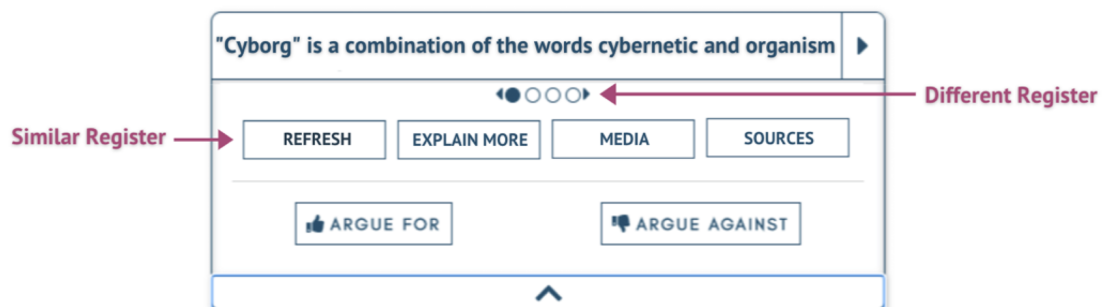 "Cyborg" is a combination of the words cybernetic and organism
Different Register
Similar Register
REFRESH
EXPLAIN MORE
MEDIA
SOURCES
ARGUE FOR
ARGUE AGAINST